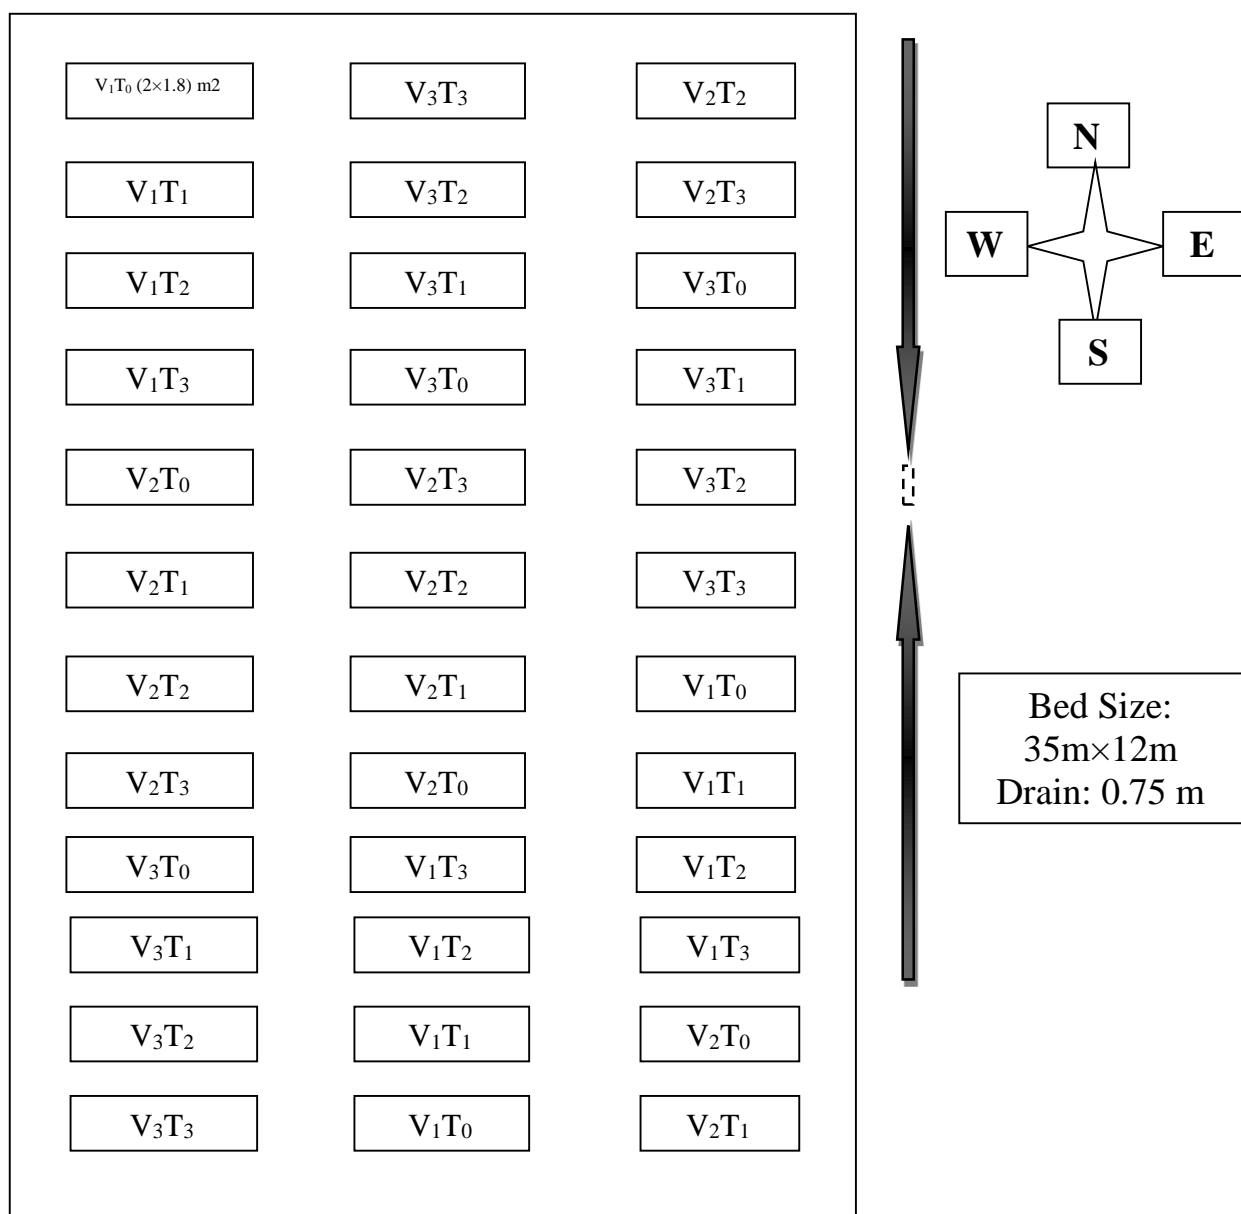 V₁T₀ (2×1.8) m2 V₃T₃ V₂T₂
V₁T₁ V₃T₂ V₂T₃
V₁T₂ V₃T₁ V₃T₀
V₁T₃ V₃T₀ V₃T₁
V₂T₀ V₂T₃ V₃T₂
V₂T₁ V₂T₂ V₃T₃
V₂T₂ V₂T₁ V₁T₀
V₂T₃ V₂T₀ V₁T₁
V₃T₀ V₁T₃ V₁T₂
V₃T₁ V₁T₂ V₁T₃
V₃T₂ V₁T₁ V₂T₀
V₃T₃ V₁T₀ V₂T₁
N
W E
S
Bed Size:
35m×12m
Drain: 0.75 m